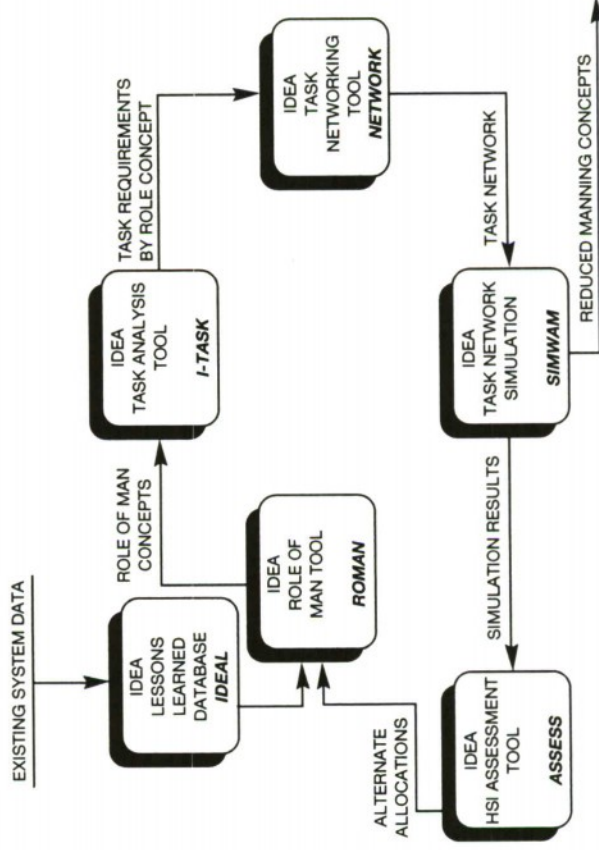 EXISTING SYSTEM DATA
IDEA
LESSONS
LEARNED
DATABASE
IDEAL
ROLE OF MAN
CONCEPTS
IDEA
ROLE OF
MAN TOOL
ROMAN
IDEA
TASK ANALYSIS
TOOL
I-TASK
TASK REQUIREMENTS
BY ROLE CONCEPT
IDEA
TASK
NETWORKING
TOOL
NETWORK
TASK NETWORK
IDEA
TASK NETWORK
SIMULATION
SIMWAM
REDUCED MANNING CONCEPTS
SIMULATION RESULTS
IDEA
HSI ASSESSMENT
TOOL
ASSESS
ALTERNATE
ALLOCATIONS